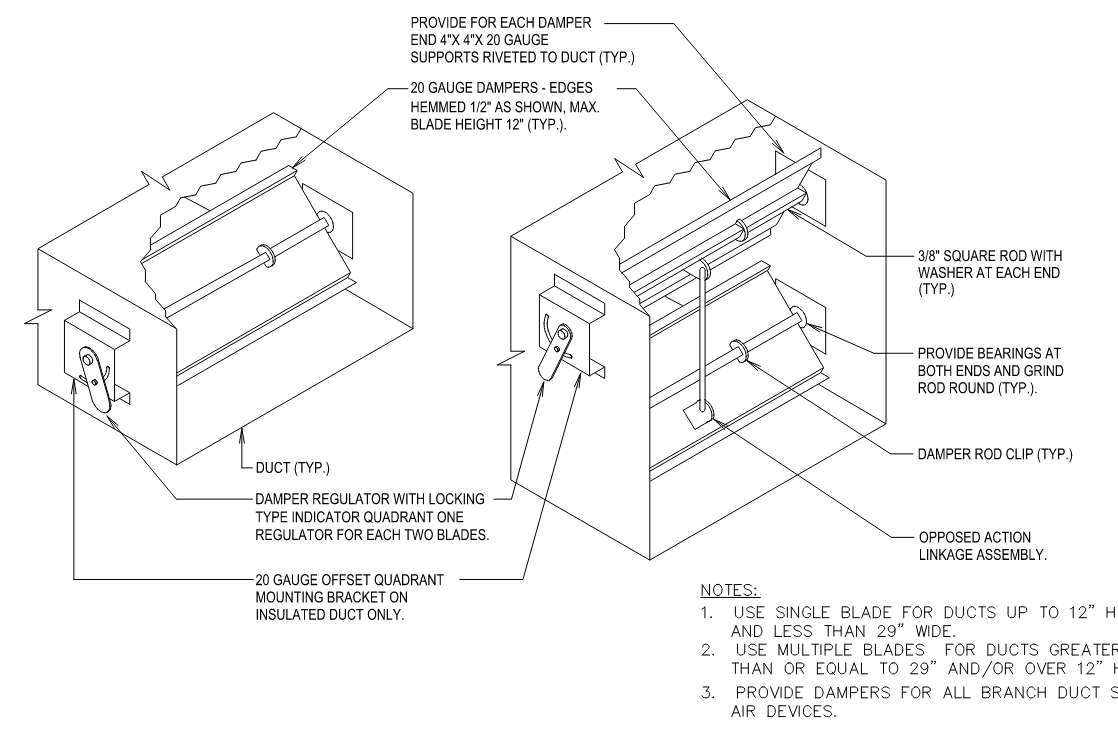 PROVIDE FOR EACH DAMPER
END 4"X 4"X 20 GAUGE
SUPPORTS RIVETED TO DUCT (TYP.)
20 GAUGE DAMPERS - EDGES
HEMMED 1/2" AS SHOWN, MAX.
BLADE HEIGHT 12" (TYP.).
3/8" SQUARE ROD WITH
WASHER AT EACH END
(TYP.)
PROVIDE BEARINGS AT
BOTH ENDS AND GRIND
ROD ROUND (TYP.).
DAMPER ROD CLIP (TYP.)
DUCT (TYP.)
DAMPER REGULATOR WITH LOCKING
TYPE INDICATOR QUADRANT ONE
REGULATOR FOR EACH TWO BLADES.
OPPOSED ACTION
LINKAGE ASSEMBLY.
20 GAUGE OFFSET QUADRANT
MOUNTING BRACKET ON
INSULATED DUCT ONLY.
NOTES:
1. USE SINGLE BLADE FOR DUCTS UP TO 12” H
AND LESS THAN 29” WIDE.
2. USE MULTIPLE BLADES FOR DUCTS GREATER
THAN OR EQUAL TO 29” AND/OR OVER 12”
3. PROVIDE DAMPERS FOR ALL BRANCH DUCT S
AIR DEVICES.